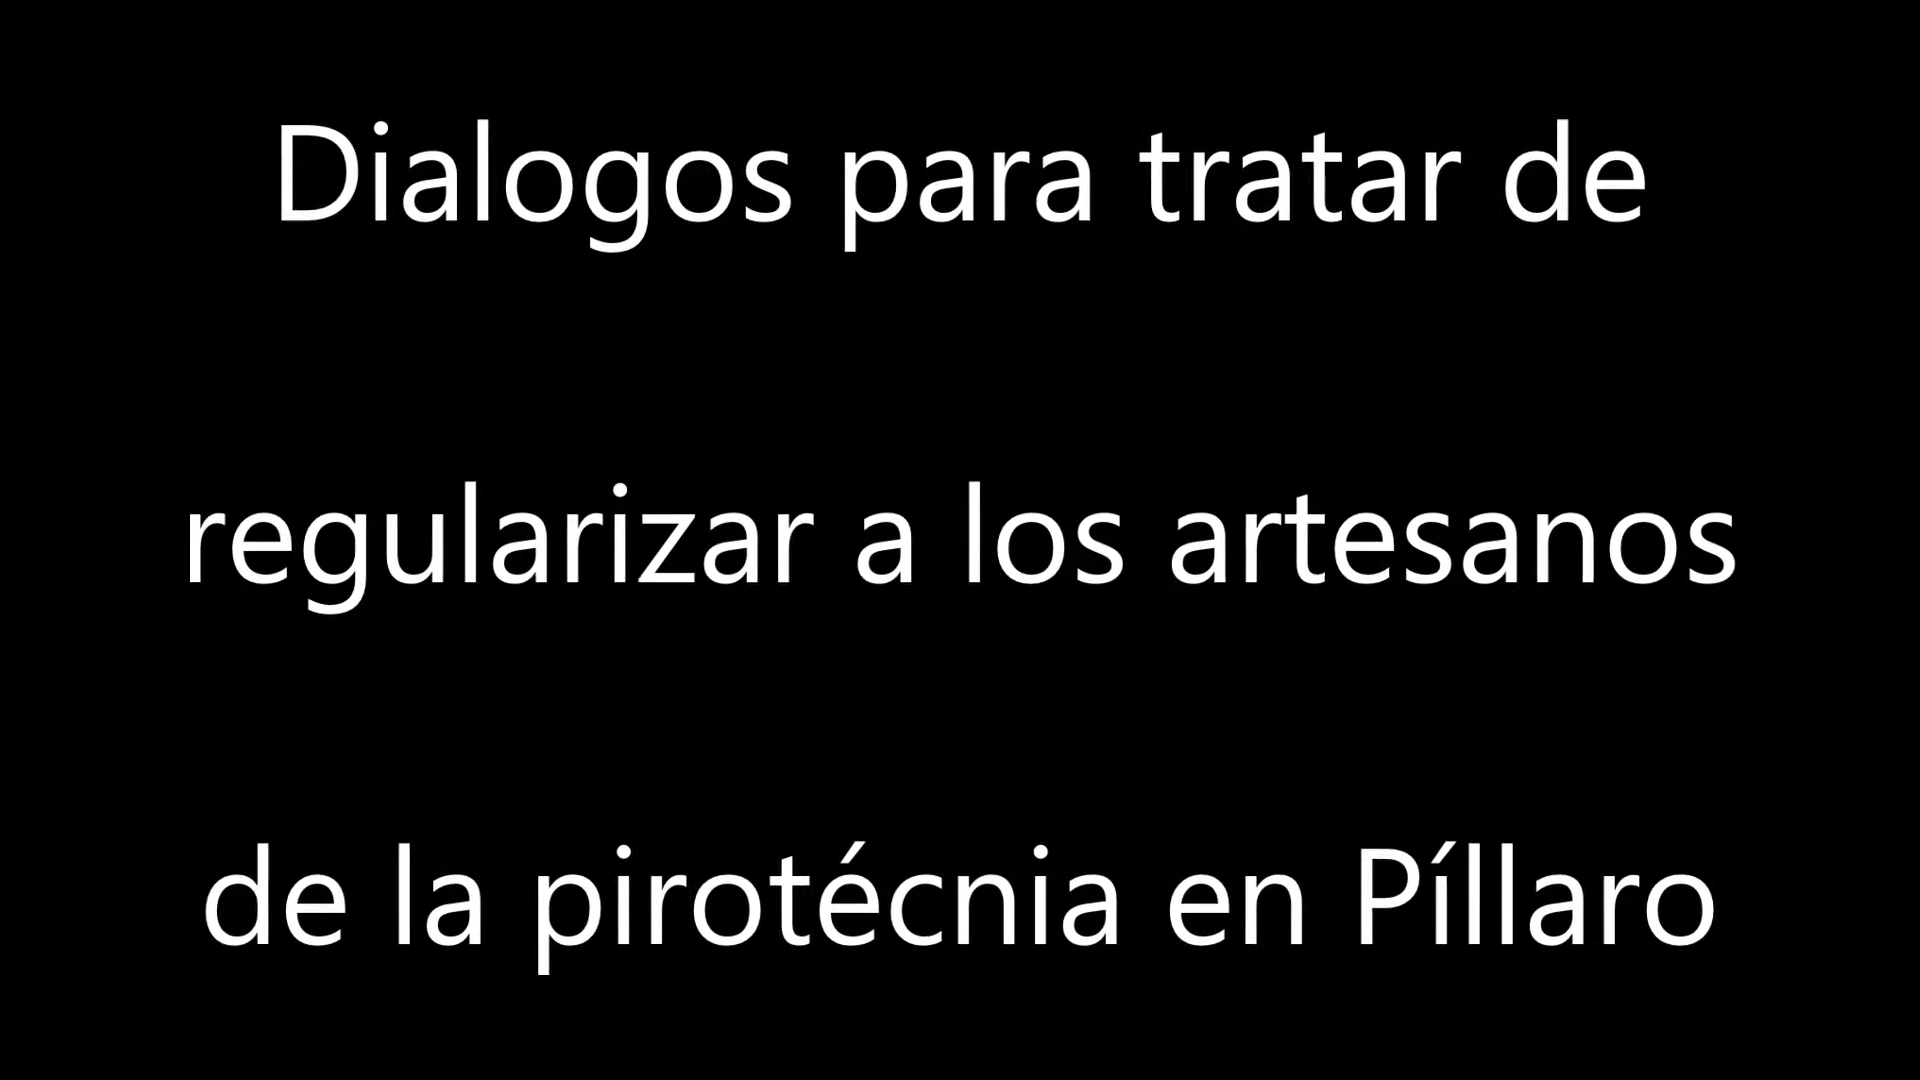 Dialogos para tratar de
regularizar a los artesanos
de la pirotécnia en Píllaro